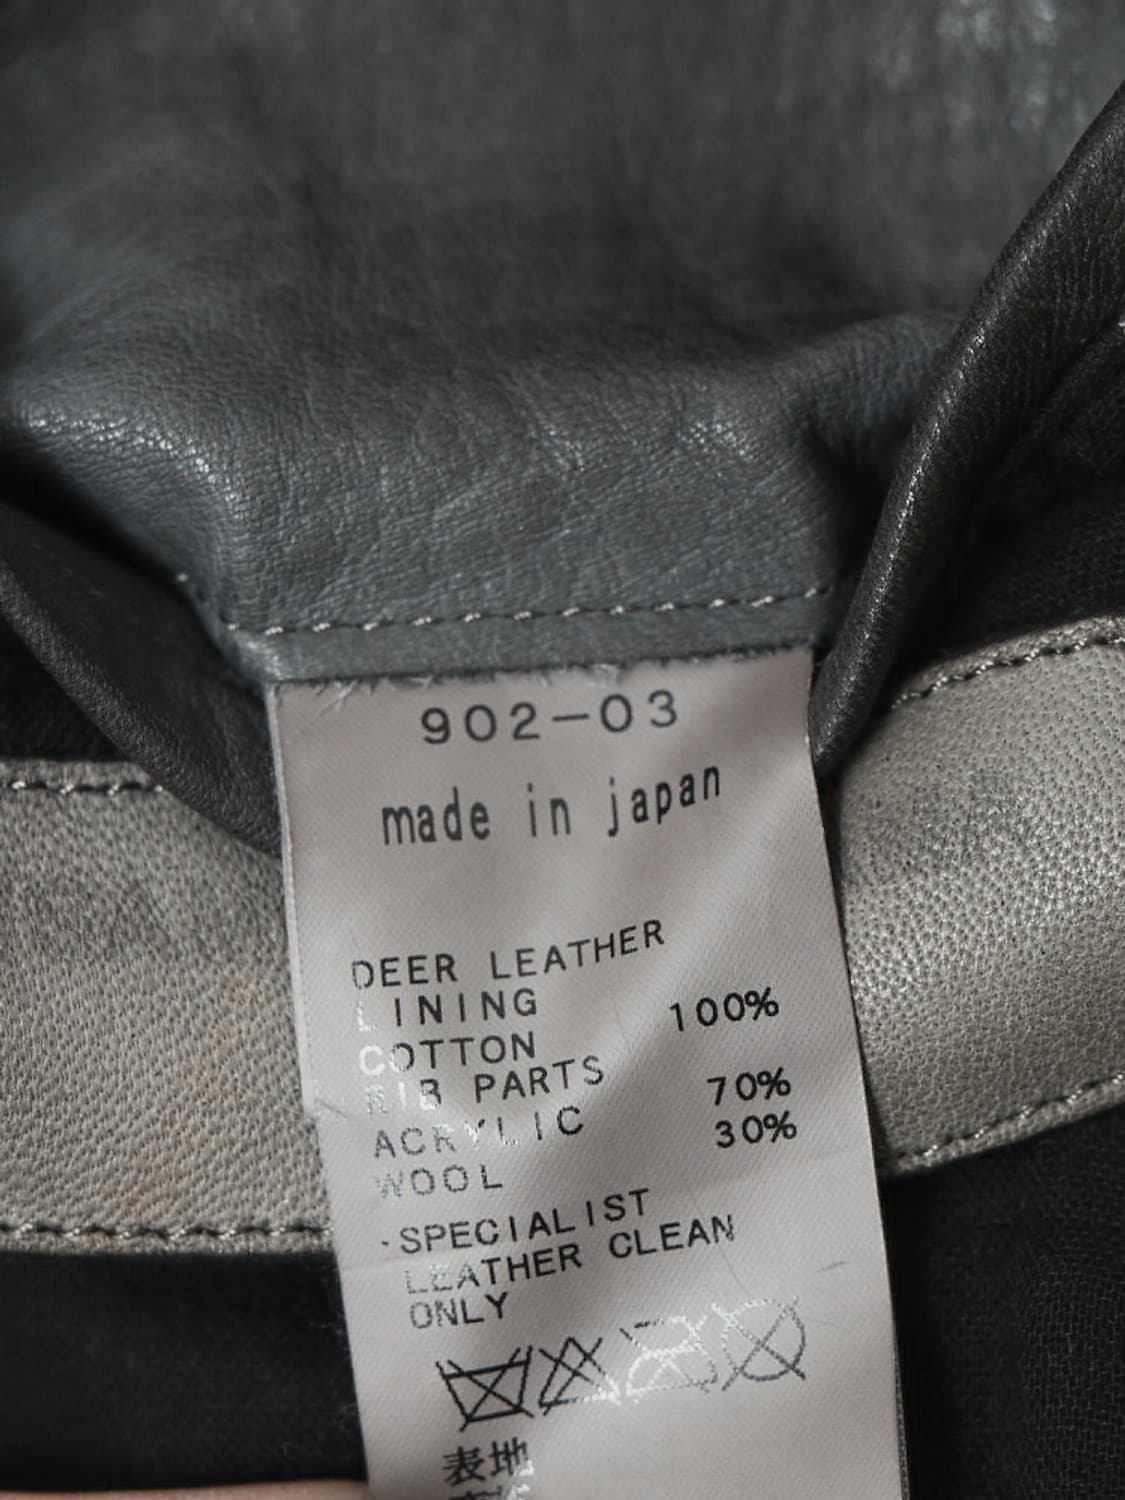 902-03
made in japan
DEER LEATHER
LINING
COTTON 100%
RIB PARTS
ACRYLIC 70%
WOOL 30%
·SPECIALIST
LEATHER CLEAN
ONLY
表地